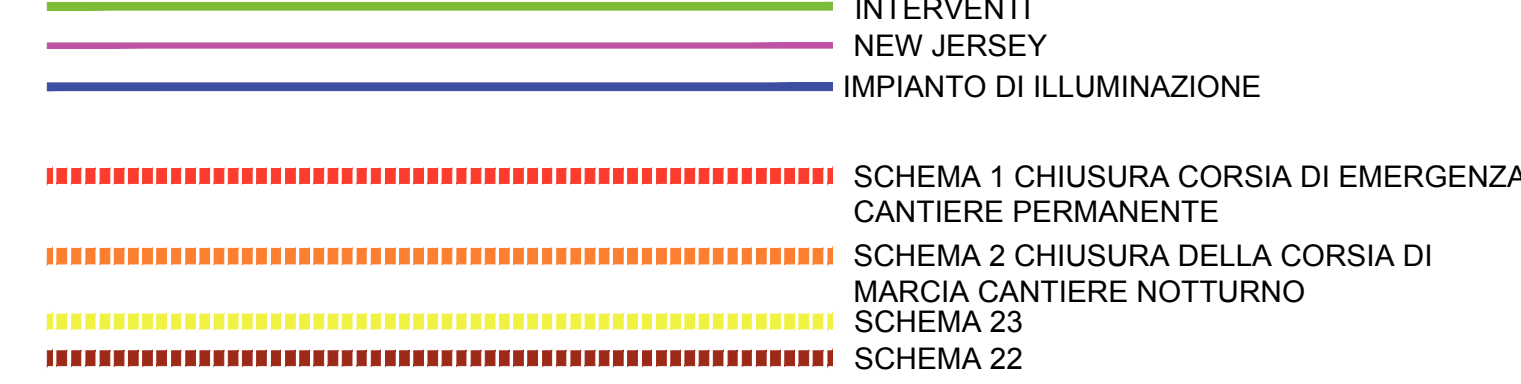 INTERVENTI
NEW JERSEY
IMPIANTO DI ILLUMINAZIONE
SCHEMA 1 CHIUSURA CORSIA DI EMERGENZA
CANTIERE PERMANENTE
SCHEMA 2 CHIUSURA DELLA CORSIA DI
MARCIA CANTIERE NOTTURNO
SCHEMA 23
SCHEMA 22